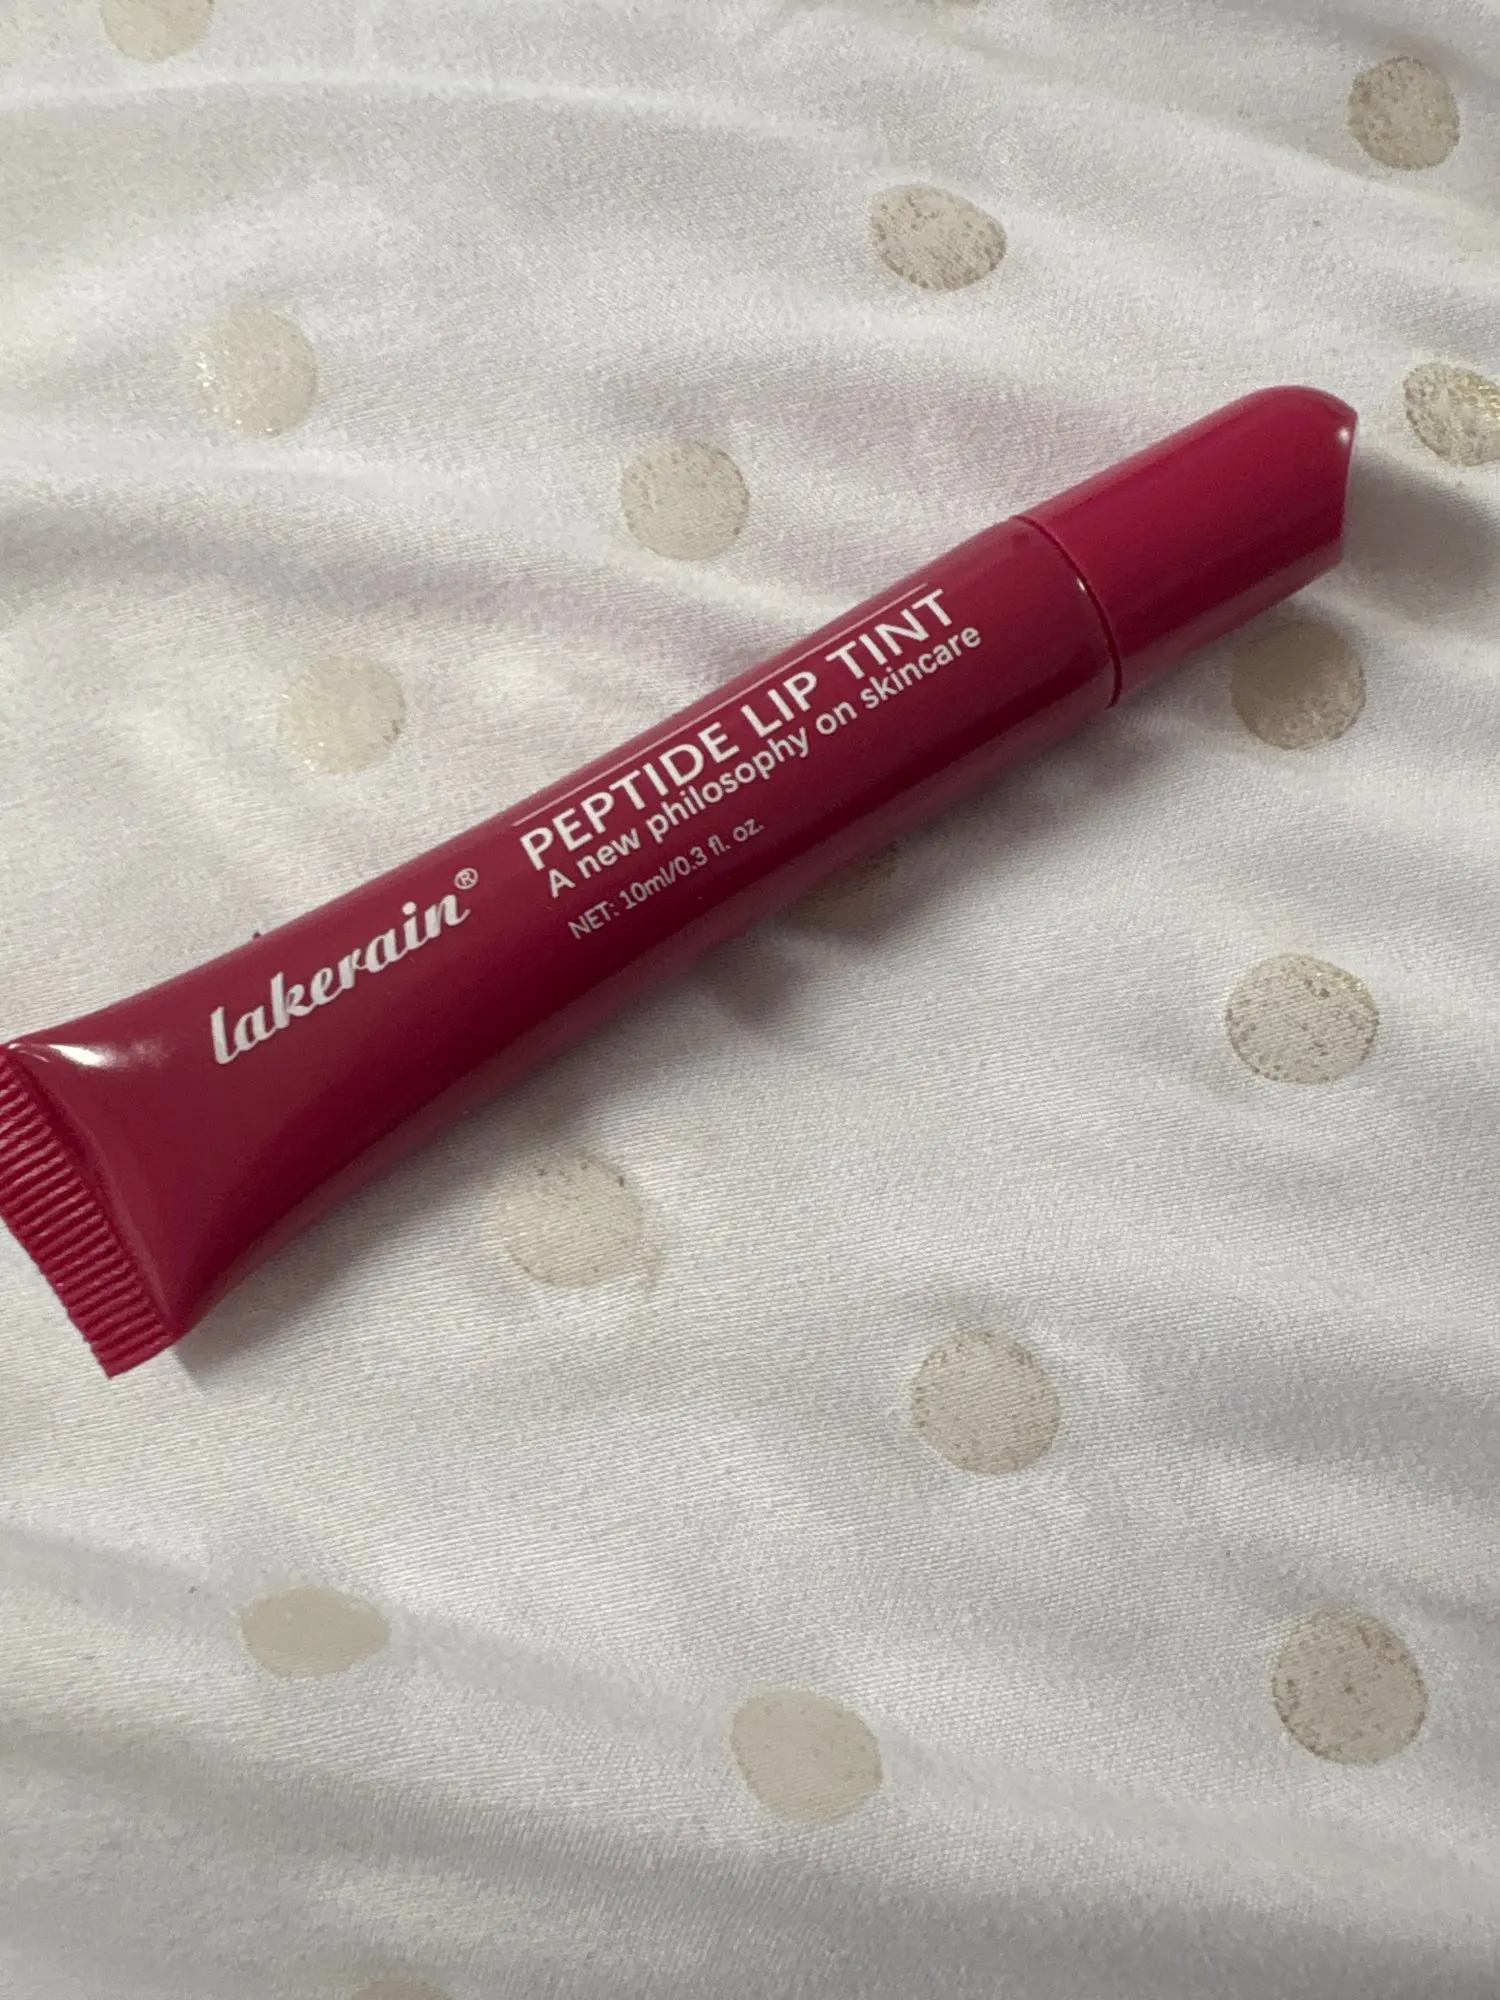 lakerain®
PEPTIDE LIP TINT
A new philosophy on skincare
NET: 10ml/0.3 fl. oz.